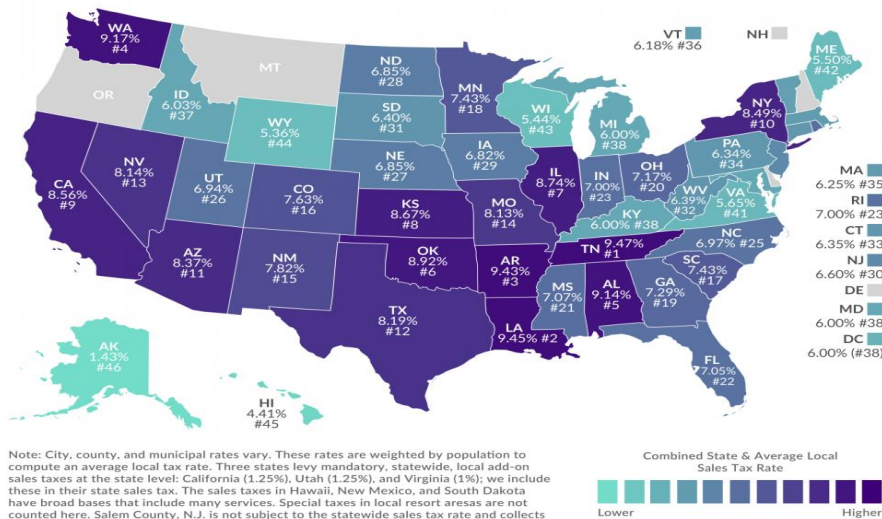 WA
9.17%
#4
MT
ND
6.85%
#28
MN
7.43%
#18
VT
6.18% #36
NH
ME
5.50%
#42
OR
ID
6.03%
#37
WY
5.36%
#44
SD
6.40%
#31
WI
5.44%
#43
MI
6.00%
#38
NY
8.49%
#10
CA
8.56%
#9
NV
8.14%
#13
UT
6.94%
#26
CO
7.63%
#16
NE
6.85%
#27
IA
6.82%
#29
IL
8.74%
#7
IN
7.00%
#23
OH
7.17%
#20
PA
6.34%
#34
WV
6.39%
#32
VA
5.65%
#41
MA
6.25% #35
RI
7.00% #23
CT
6.35% #33
NJ
6.60% #30
DE
MD
6.00% #38
DC
6.00% (#38)
KS
8.67%
#8
MO
8.13%
#14
KY
6.00% #38
NC
6.97% #25
TN 9.47%
#1
SC
7.43%
#17
AZ
8.37%
#11
NM
7.82%
#15
OK
8.92%
#6
AR
9.43%
#3
MS
7.07%
#21
AL
9.14%
#5
GA
7.29%
#19
TX
8.19%
#12
LA
9.45% #2
FL
7.05%
#22
AK
1.43%
#46
HI
4.41%
#45
Note: City, county, and municipal rates vary. These rates are weighted by population to
compute an average local tax rate. Three states levy mandatory, statewide, local add-on
sales taxes at the state level: California (1.25%), Utah (1.25%), and Virginia (1%); we include
these in their state sales tax. The sales taxes in Hawaii, New Mexico, and South Dakota
have broad bases that include many services. Special taxes in local resort aresas are not
counted here. Salem County, N.J. is not subject to the statewide sales tax rate and collects
Combined State & Average Local
Sales Tax Rate
Lower
Higher